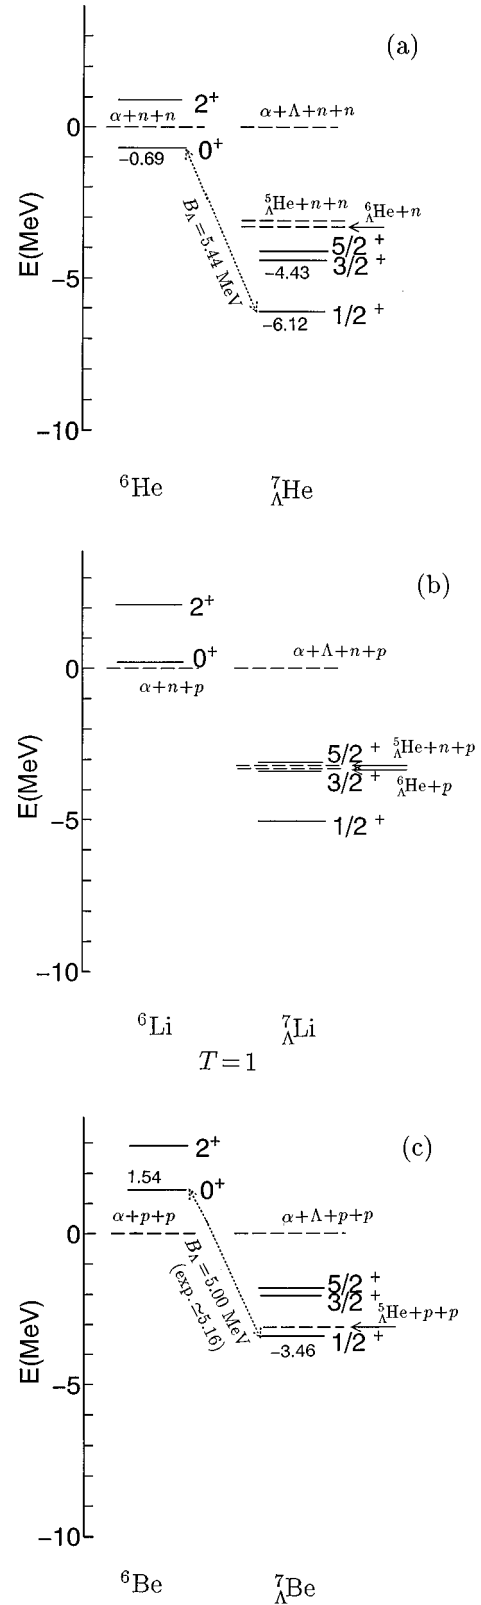 (a)
2⁺
α+n+n
α+Λ+n+n
0
0⁺
−0.69
⁵ΛHe+n+n
⁶ΛHe+n
B_Λ=5.44 MeV
E(MeV)
5/2⁺
3/2⁺
−4.43
−5
1/2⁺
−6.12
−10
⁶He
⁷ΛHe
(b)
2⁺
0⁺
α+Λ+n+p
0
α+n+p
E(MeV)
5/2⁺
⁵ΛHe+n+p
3/2⁺
⁶ΛHe+p
−5
1/2⁺
−10
⁶Li
⁷ΛLi
T=1
(c)
2⁺
1.54
0⁺
α+p+p
α+Λ+p+p
0
B_Λ=5.00 MeV
(exp.≃5.16)
E(MeV)
5/2⁺
3/2⁺
⁵ΛHe+p+p
1/2⁺
−3.46
−5
−10
⁶Be
⁷ΛBe